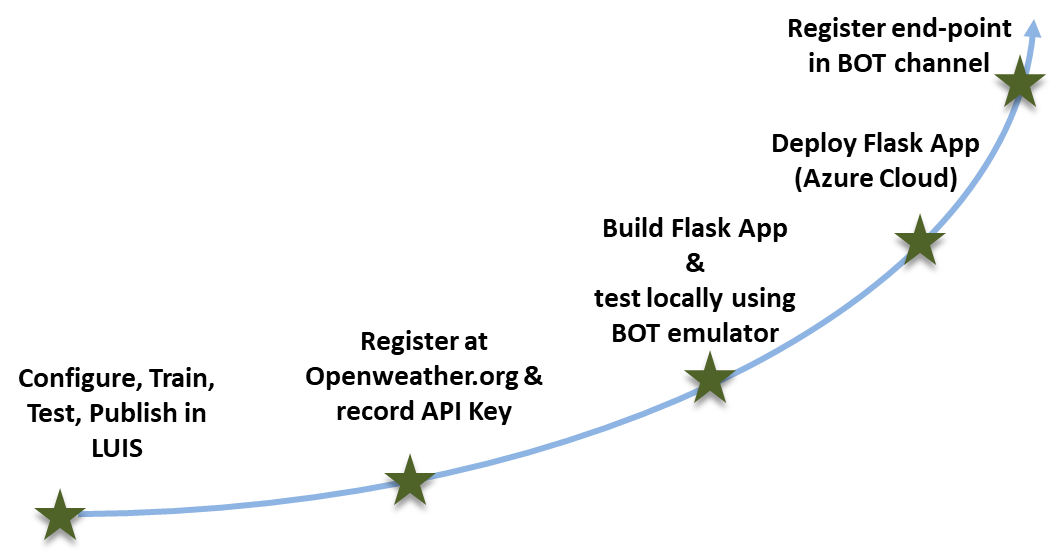 Configure, Train,
Test, Publish in
LUIS
Register at
Openweather.org &
record API Key
Build Flask App
&
test locally using
BOT emulator
Deploy Flask App
(Azure Cloud)
Register end-point
in BOT channel